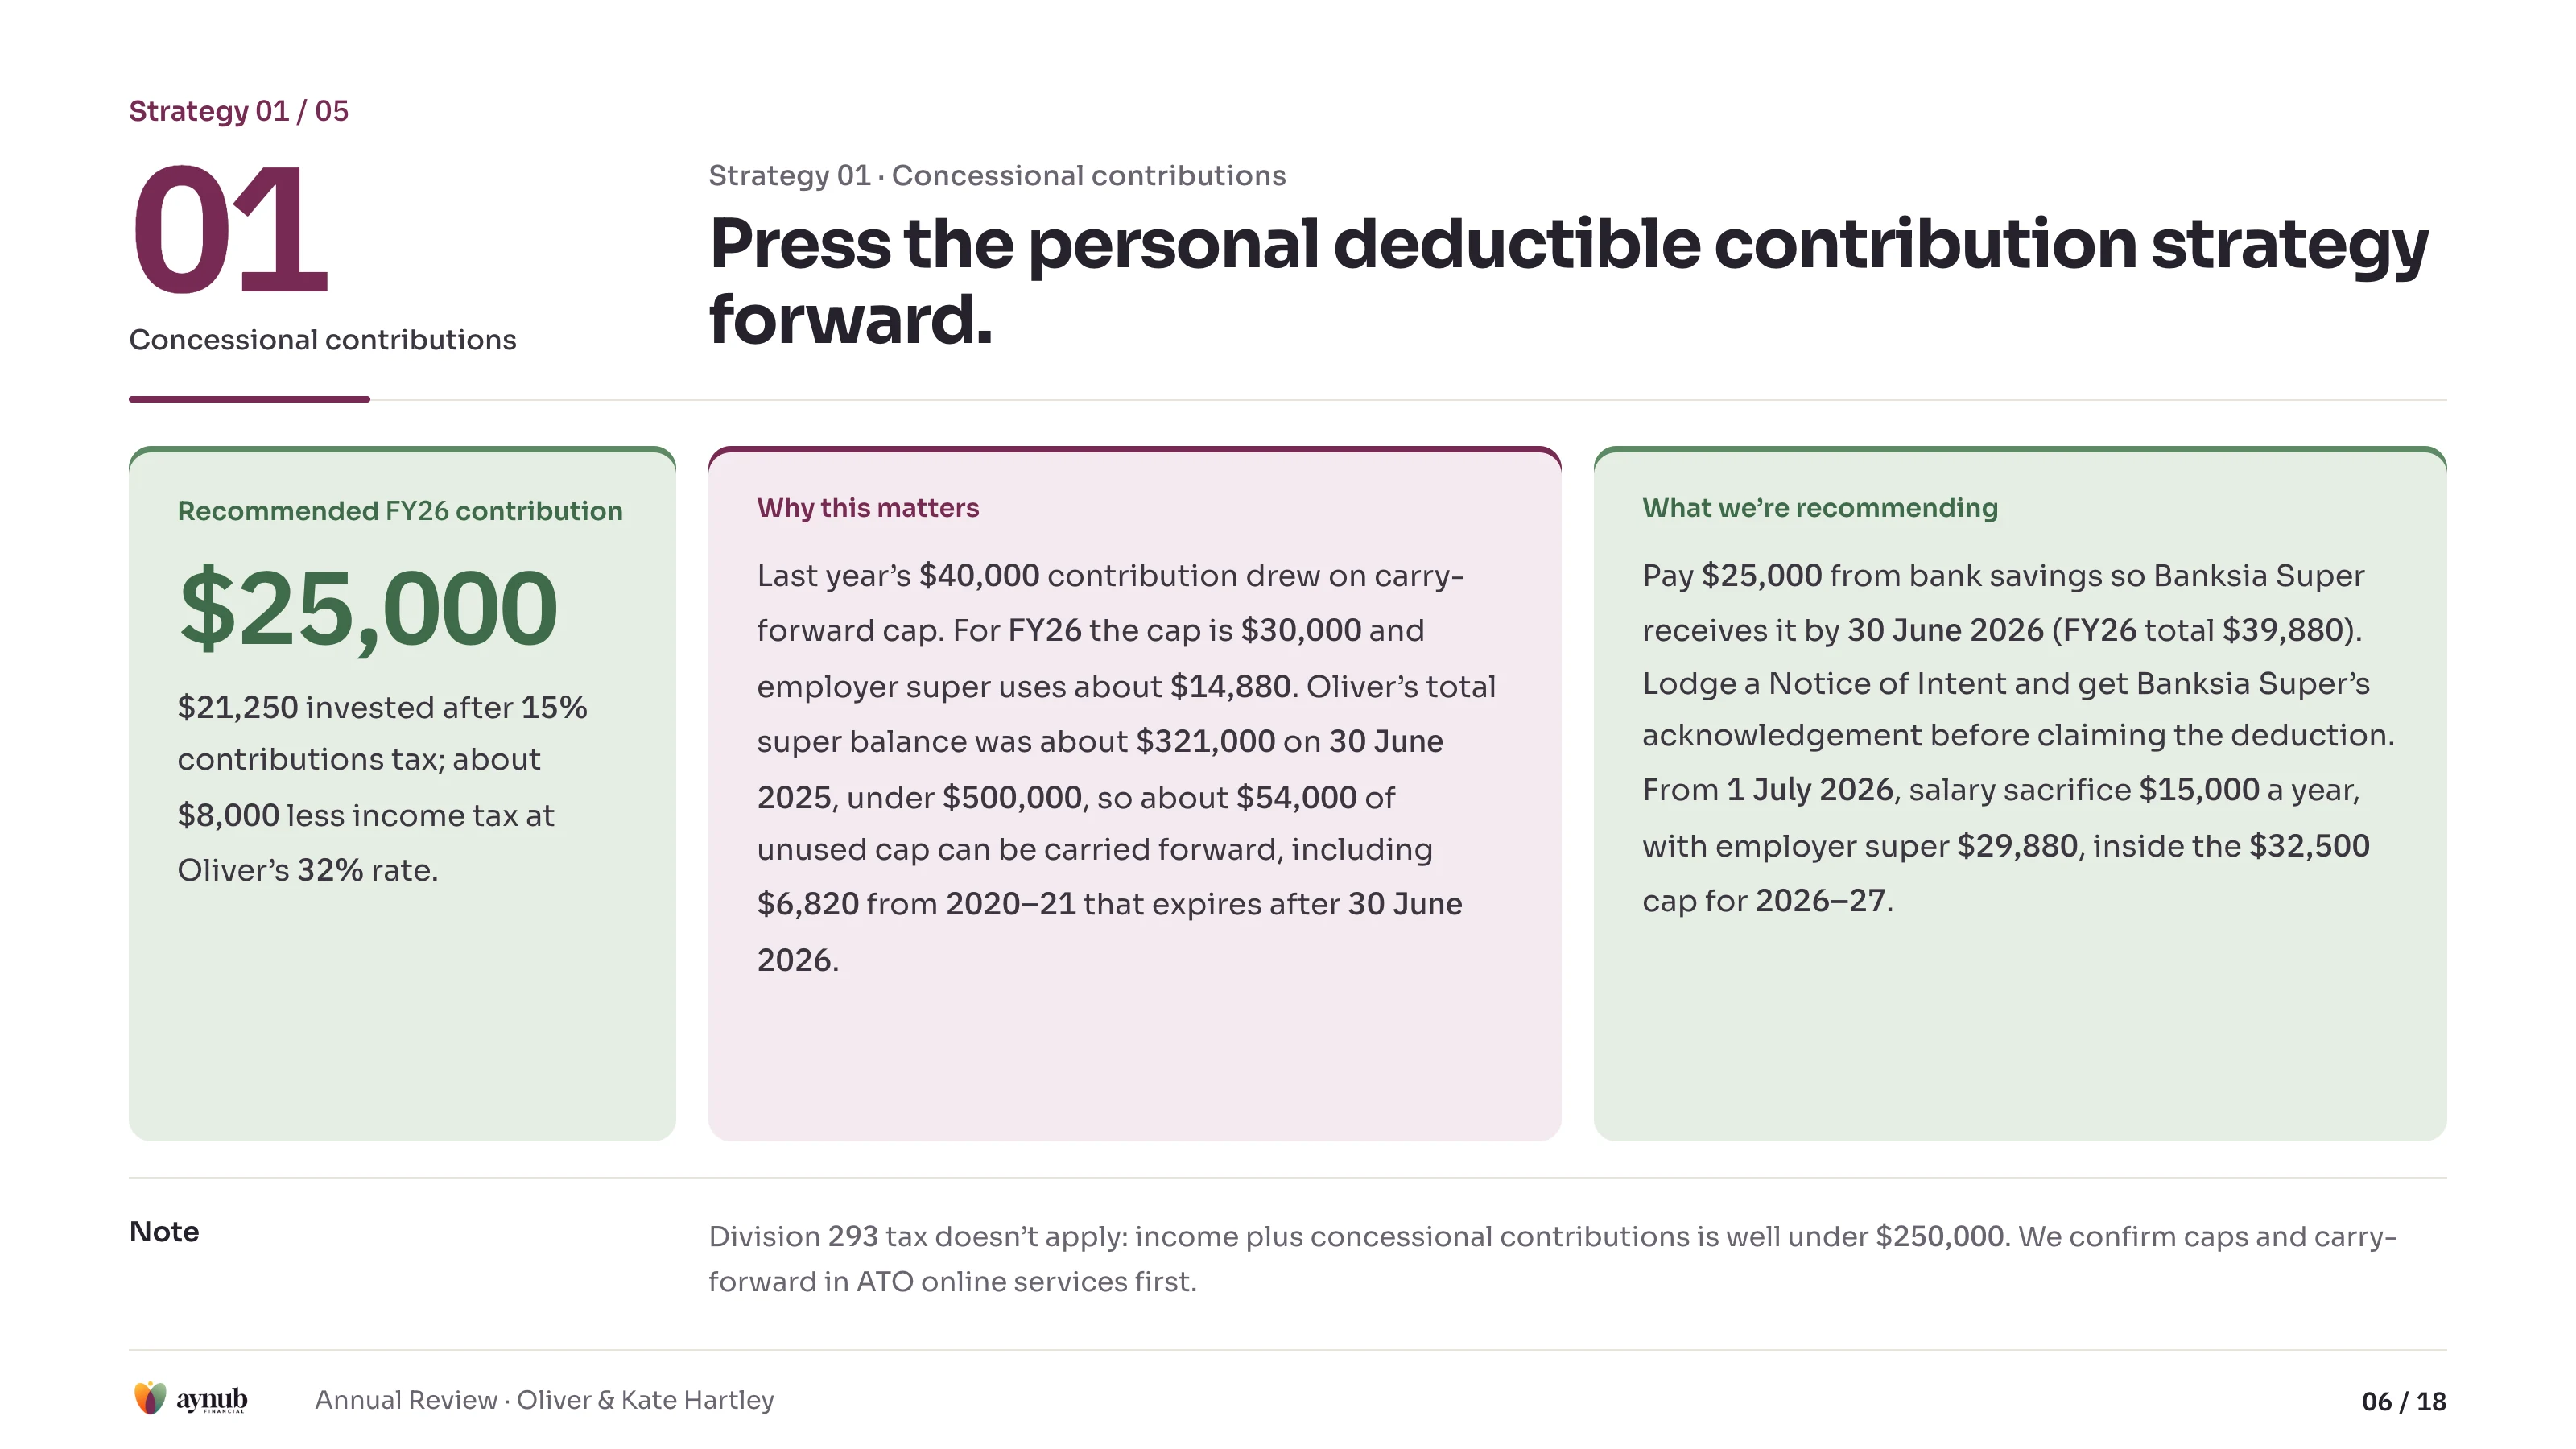 Strategy 01 / 05
01
Concessional contributions
Strategy 01 · Concessional contributions
Press the personal deductible contribution strategy
forward.
Recommended FY26 contribution
$25,000
$21,250 invested after 15%
contributions tax; about
$8,000 less income tax at
Oliver’s 32% rate.
Why this matters
Last year’s $40,000 contribution drew on carry-
forward cap. For FY26 the cap is $30,000 and
employer super uses about $14,880. Oliver’s total
super balance was about $321,000 on 30 June
2025, under $500,000, so about $54,000 of
unused cap can be carried forward, including
$6,820 from 2020–21 that expires after 30 June
2026.
What we’re recommending
Pay $25,000 from bank savings so Banksia Super
receives it by 30 June 2026 (FY26 total $39,880).
Lodge a Notice of Intent and get Banksia Super’s
acknowledgement before claiming the deduction.
From 1 July 2026, salary sacrifice $15,000 a year,
with employer super $29,880, inside the $32,500
cap for 2026–27.
Note
Division 293 tax doesn’t apply: income plus concessional contributions is well under $250,000. We confirm caps and carry-
forward in ATO online services first.
aynub
FINANCIAL
Annual Review · Oliver & Kate Hartley
06 / 18